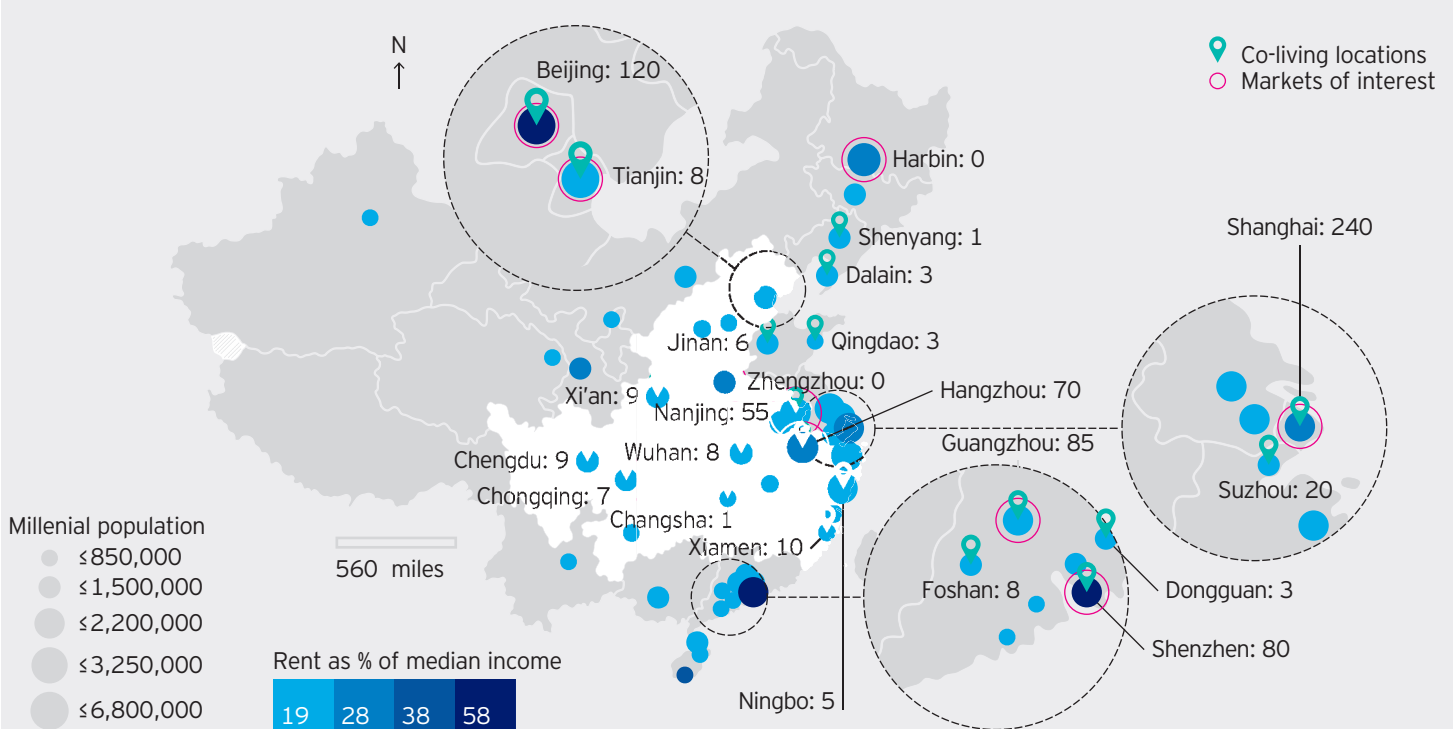 N
Beijing: 120
Tianjin: 8
Co-living locations
Markets of interest
Harbin: 0
Shenyang: 1
Dalain: 3
Shanghai: 240
Jinan: 6
Qingdao: 3
Zhengzhou: 0
Xi'an: 9
Nanjing: 55
Hangzhou: 70
Guangzhou: 85
Wuhan: 8
Chengdu: 9
Chongqing: 7
Changsha: 1
Xiamen: 10
Suzhou: 20
Foshan: 8
Dongguan: 3
Shenzhen: 80
Ningbo: 5
Millenial population
≤850,000
≤1,500,000
≤2,200,000
≤3,250,000
≤6,800,000
560 miles
Rent as % of median income
19 28 38 58